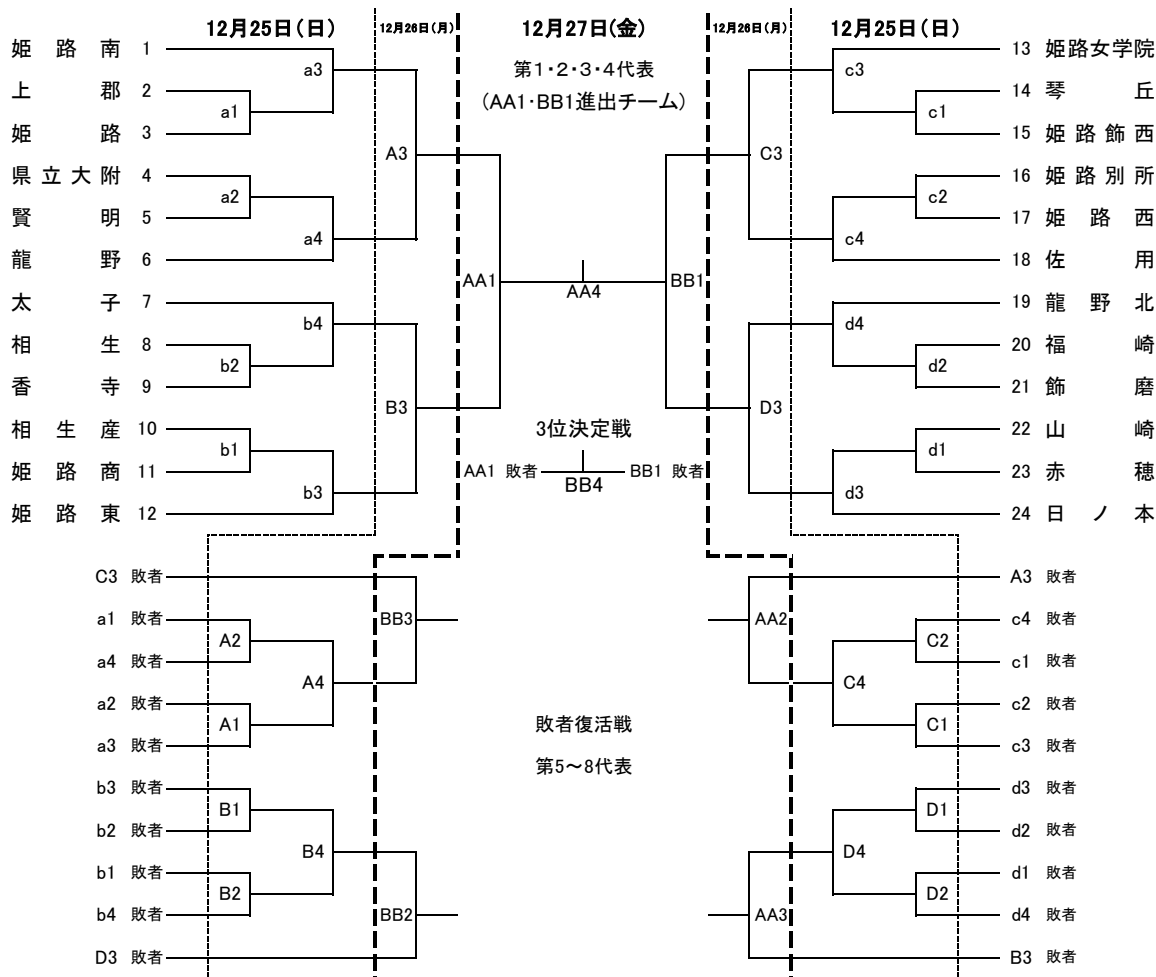 12月25日(日) 12月26日(月) 12月27日(金) 12月26日(月) 12月25日(日)
第1・2・3・4代表
(AA1・BB1進出チーム)
姫路南 1
上郡 2
姫路 3
県立大附 4
賢明 5
龍野 6
太子 7
相生 8
香寺 9
相生産 10
姫路商 11
姫路東 12
a3
a1
a2
a4
b4
b2
b1
b3
A3
B3
AA1
AA4
BB1
3位決定戦
AA1 敗者 BB1 敗者
BB4
C3
D3
c3
c1
c2
c4
d4
d2
d1
d3
13 姫路女学院
14 琴丘
15 姫路飾西
16 姫路別所
17 姫路西
18 佐用
19 龍野北
20 福崎
21 飾磨
22 山崎
23 赤穂
24 日ノ本
C3 敗者
a1 敗者
a4 敗者
a2 敗者
a3 敗者
b3 敗者
b2 敗者
b1 敗者
b4 敗者
D3 敗者
A2
A1
B1
B2
A4
B4
BB3
BB2
敗者復活戦
第5~8代表
AA2
AA3
C4
D4
C2
C1
D1
D2
A3 敗者
c4 敗者
c1 敗者
c2 敗者
c3 敗者
d3 敗者
d2 敗者
d1 敗者
d4 敗者
B3 敗者